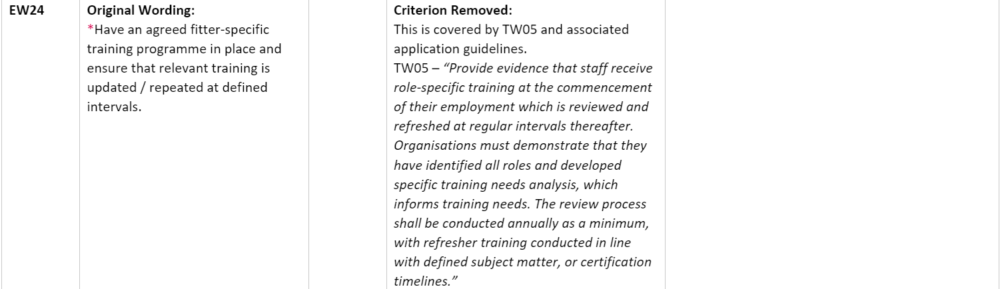 EW24
Original Wording:
*Have an agreed fitter-specific
training programme in place and
ensure that relevant training is
updated / repeated at defined
intervals.
Criterion Removed:
This is covered by TW05 and associated
application guidelines.
TW05 – “Provide evidence that staff receive
role-specific training at the commencement
of their employment which is reviewed and
refreshed at regular intervals thereafter.
Organisations must demonstrate that they
have identified all roles and developed
specific training needs analysis, which
informs training needs. The review process
shall be conducted annually as a minimum,
with refresher training conducted in line
with defined subject matter, or certification
timelines.”